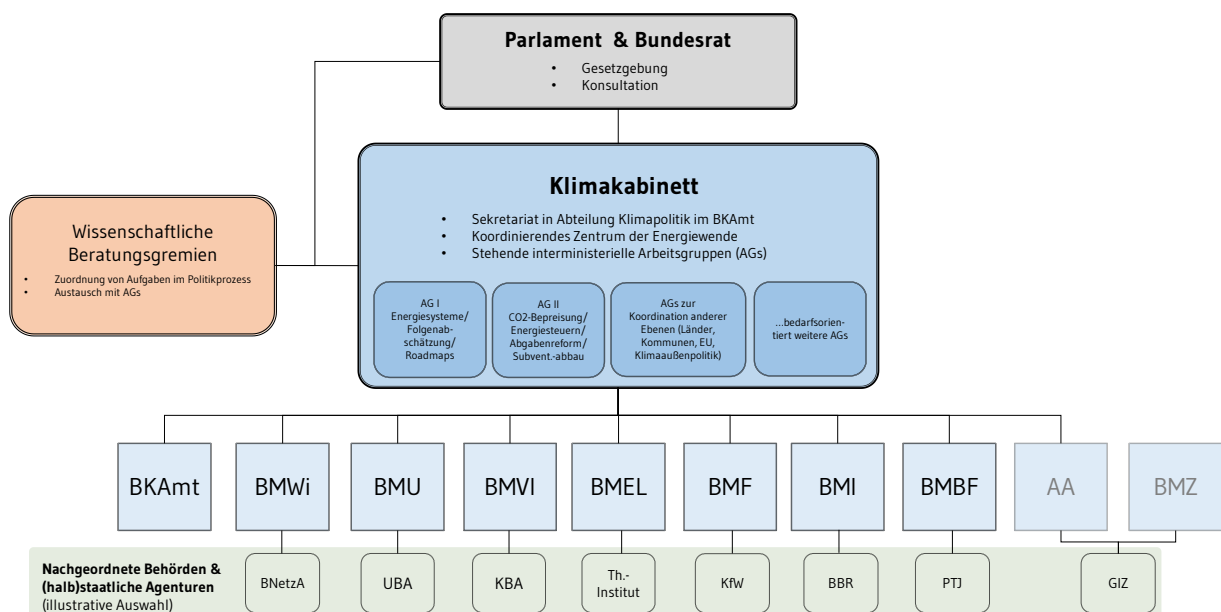 Parlament & Bundesrat
• Gesetzgebung
• Konsultation
Klimakabinett
• Sekretariat in Abteilung Klimapolitik im BKAmt
• Koordinierendes Zentrum der Energiewende
• Stehende interministerielle Arbeitsgruppen (AGs)
Wissenschaftliche
Beratungsgremien
• Zuordnung von Aufgaben im Politikprozess
• Austausch mit AGs
AG I
Energiesysteme/
Folgenab-
schätzung/
Roadmaps
AG II
CO2-Bepreisung/
Energiesteuern/
Abgabenreform/
Subvent.-abbau
AGs zur
Koordination anderer
Ebenen (Länder,
Kommunen, EU,
Klimaaußenpolitik)
...bedarfsorien-
tiert weitere AGs
BKAmt
BMWi
BMU
BMVI
BMEL
BMF
BMI
BMBF
AA
BMZ
Nachgeordnete Behörden &
(halb)staatliche Agenturen
(illustrative Auswahl)
BNetzA
UBA
KBA
Th.-
Institut
KfW
BBR
PTJ
GIZ